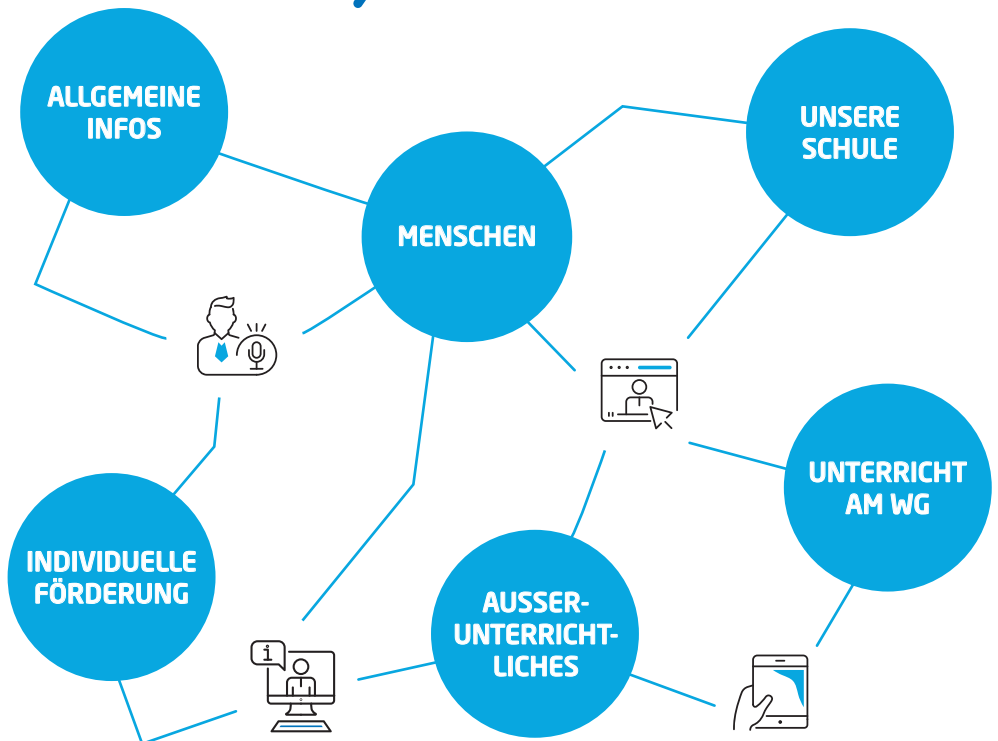 ALLGEMEINE
INFOS
UNSERE
SCHULE
MENSCHEN
UNTERRICHT
AM WG
INDIVIDUELLE
FÖRDERUNG
AUSSER-
UNTERRICHT-
LICHES
i